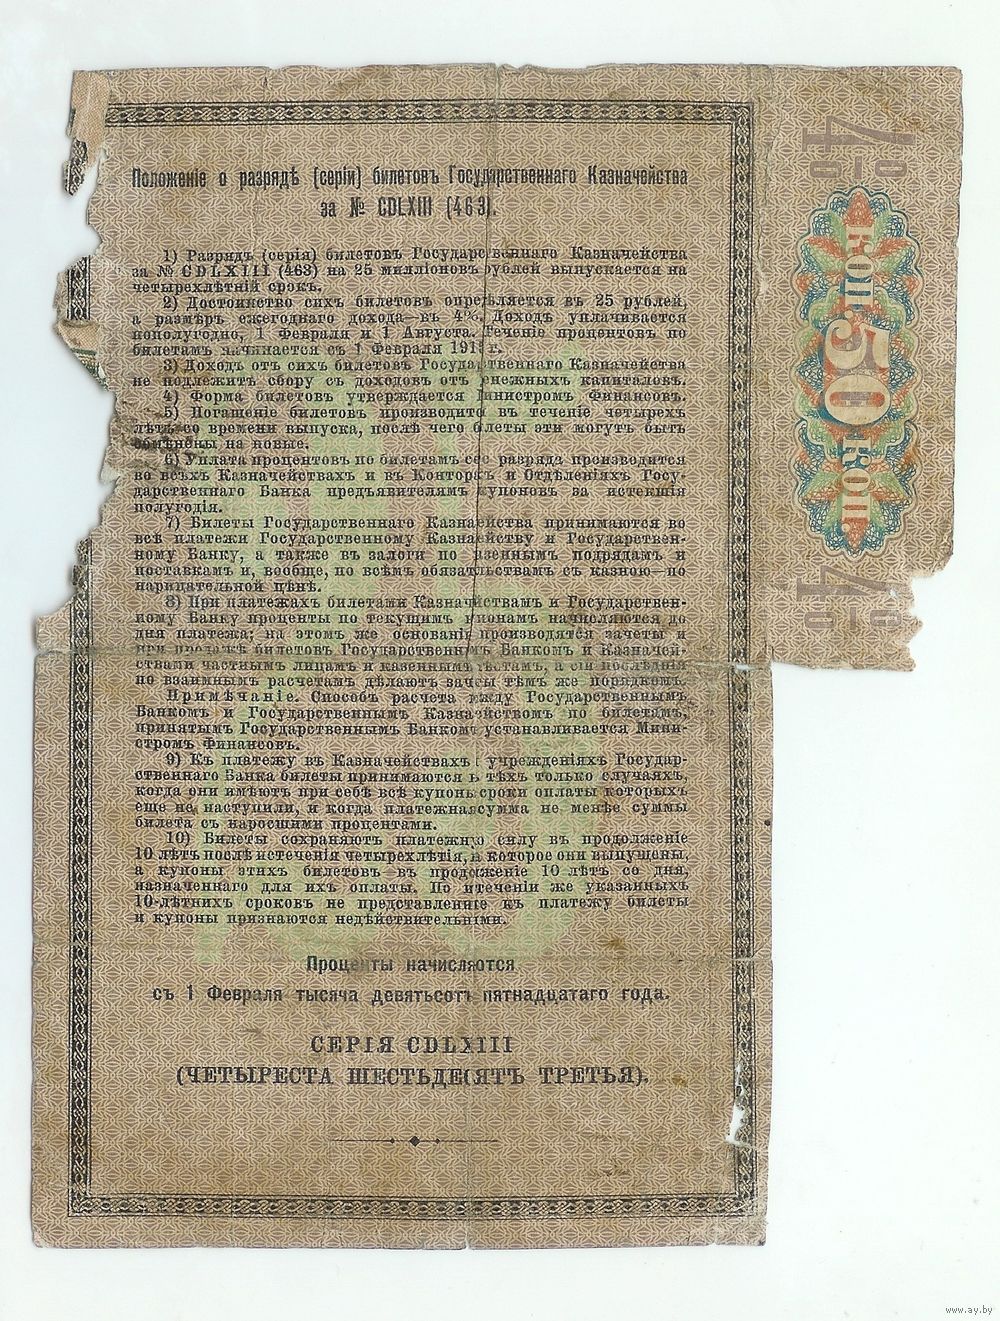 Положеніе о разрядѣ (серіи) билетовъ Государственнаго Казначейства
за № CDLXIII (463).
1) Разрядъ (серія) билетовъ Государственнаго Казначейства
за № CDLXIII (463) на 25 милліоновъ рублей выпускается на
четырехлѣтній срокъ.
2) Достоинство сихъ билетовъ опредѣляется въ 25 рублей,
а размѣръ ежегоднаго дохода—въ 4%. Доходъ уплачивается
пополугодно, 1 Февраля и 1 Августа. Теченіе процентовъ по
билетамъ начинается съ 1 Февраля 191 г.
3) Доходъ отъ сихъ билетовъ Государственнаго Казначейства
не подлежитъ сбору съ доходовъ отъ денежныхъ капиталовъ.
4) Форма билетовъ утверждается Министромъ Финансовъ.
5) Погашеніе билетовъ производится въ теченіе четырехъ
лѣтъ со времени выпуска, послѣ чего билеты эти могутъ быть
обмѣнены на новые.
6) Уплата процентовъ по билетамъ сего разряда производится
во всѣхъ Казначействахъ и въ Конторахъ и Отдѣленіяхъ Госу-
дарственнаго Банка предъявителямъ купоновъ за истекшія
полугодія.
7) Билеты Государственнаго Казначейства принимаются во
всѣ платежи Государственному Казначейству и Государствен-
ному Банку, а также въ залоги по казеннымъ подрядамъ и
поставкамъ и, вообще, по всѣмъ обязательствамъ съ казною—по
нарицательной цѣнѣ.
8) При платежахъ билетами Казначействамъ и Государствен-
ному Банку проценты по текущимъ купонамъ начисляются до
дня платежа; на этомъ же основаніи производятся зачеты и
при продажѣ билетовъ Государственнымъ Банкомъ и Казначей-
ствами частнымъ лицамъ и казеннымъ мѣстамъ, а сіи послѣднія
по взаимнымъ расчетамъ дѣлаютъ зачеты тѣмъ же порядкомъ.
Примѣчаніе. Способъ расчета между Государственнымъ
Банкомъ и Государственнымъ Казначействомъ по билетамъ,
принятымъ Государственнымъ Банкомъ, устанавливается Мини-
стромъ Финансовъ.
9) Къ платежу въ Казначействахъ и учрежденіяхъ Государ-
ственнаго Банка билеты принимаются въ тѣхъ только случаяхъ,
когда они имѣютъ при себѣ всѣ купоны, сроки оплаты которыхъ
еще не наступили, и когда платежная сумма не менѣе суммы
билета съ наросшими процентами.
10) Билеты сохраняютъ платежную силу въ продолженіе
10 лѣтъ послѣ истеченія четырехлѣтія, на которое они выпущены,
а купоны этихъ билетовъ въ продолженіе 10 лѣтъ со дня,
назначеннаго для ихъ оплаты. По истеченіи же указанныхъ
10-лѣтнихъ сроковъ не представленные къ платежу билеты
и купоны признаются недѣйствительными.
Проценты начисляются
съ 1 Февраля тысяча девятьсотъ пятнадцатаго года.
СЕРІЯ CDLXIII
(ЧЕТЫРЕСТА ШЕСТЬДЕСЯТЪ ТРЕТЬЯ).
4%
КОП. 50 КОП.
4%
www.ay.by